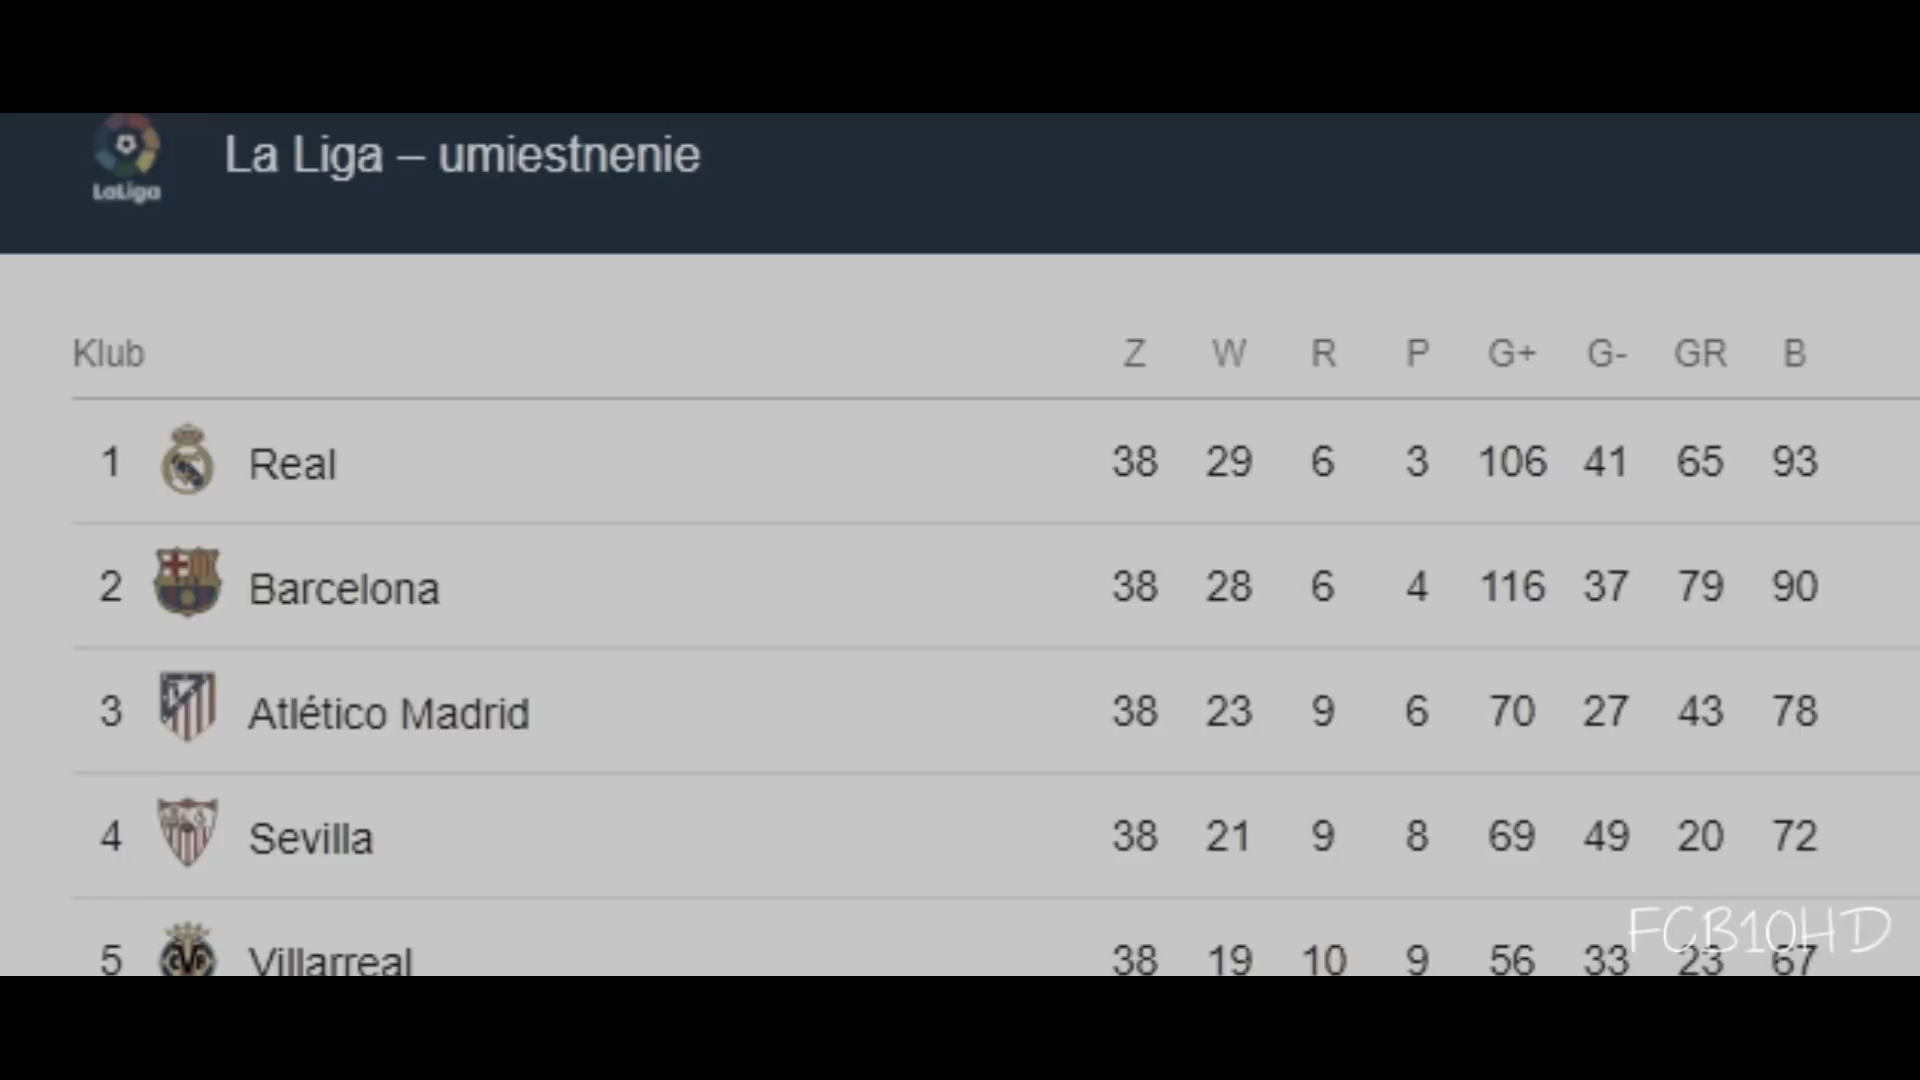 LaLiga
La Liga – umiestnenie
Klub Z W R P G+ G- GR B
1 Real 38 29 6 3 106 41 65 93
2 Barcelona 38 28 6 4 116 37 79 90
3 Atlético Madrid 38 23 9 6 70 27 43 78
4 Sevilla 38 21 9 8 69 49 20 72
5 Villarreal 38 19 10 9 56 33 23 67
FCB10HD